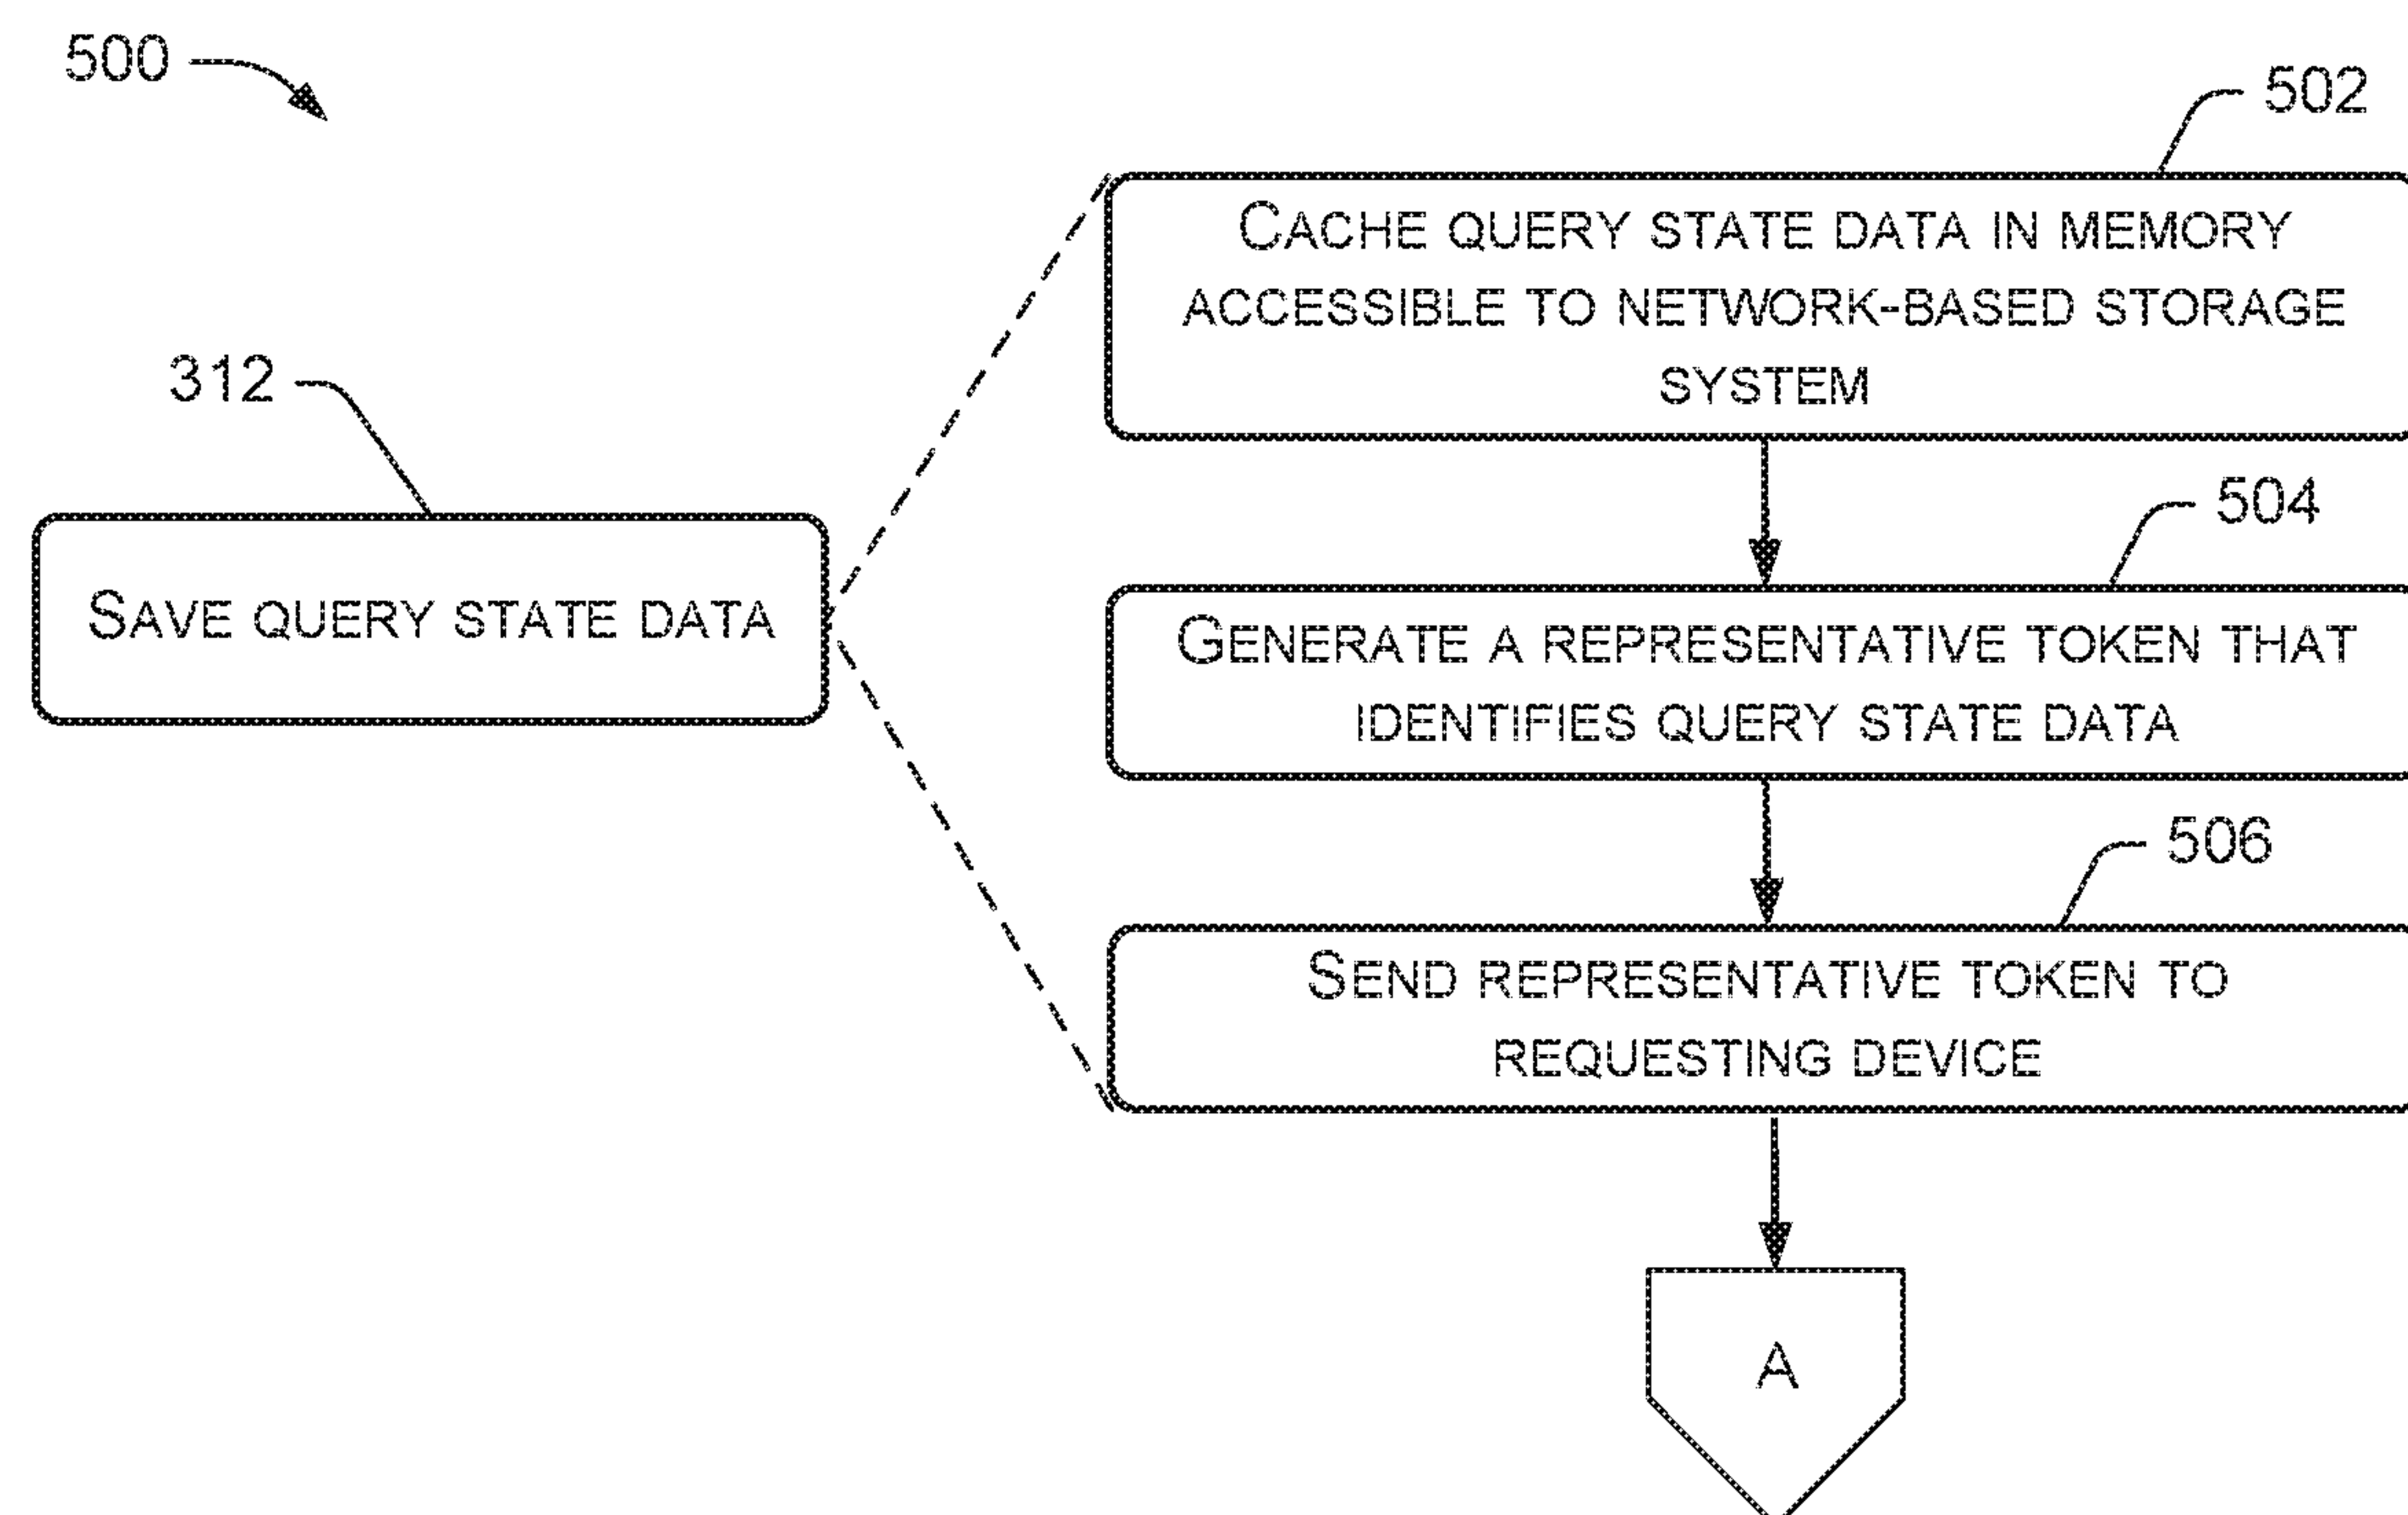 500
502
CACHE QUERY STATE DATA IN MEMORY
ACCESSIBLE TO NETWORK-BASED STORAGE
SYSTEM
312
504
SAVE QUERY STATE DATA
GENERATE A REPRESENTATIVE TOKEN THAT
IDENTIFIES QUERY STATE DATA
506
SEND REPRESENTATIVE TOKEN TO
REQUESTING DEVICE
A